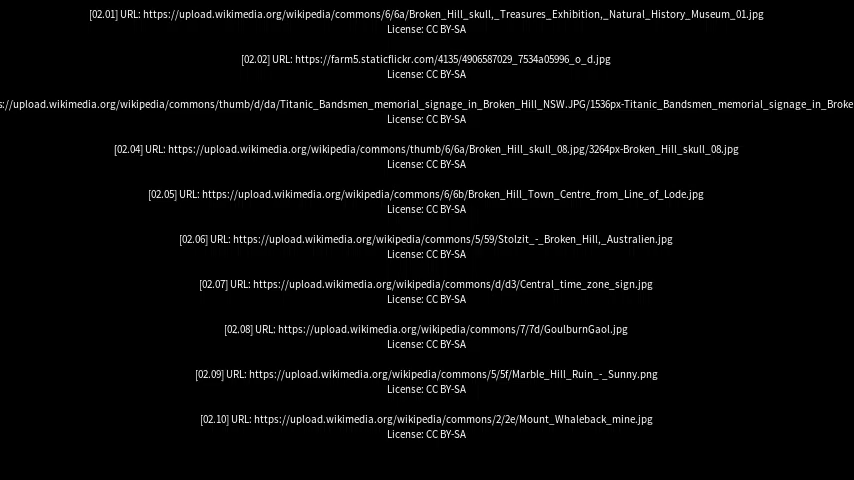 [02.01] URL: https://upload.wikimedia.org/wikipedia/commons/6/6a/Broken_Hill_skull,_Treasures_Exhibition,_Natural_History_Museum_01.jpg
License: CC BY-SA
[02.02] URL: https://farm5.staticflickr.com/4135/4906587029_7534a05996_o_d.jpg
License: CC BY-SA
s://upload.wikimedia.org/wikipedia/commons/thumb/d/da/Titanic_Bandsmen_memorial_signage_in_Broken_Hill_NSW.JPG/1536px-Titanic_Bandsmen_memorial_signage_in_Broke
License: CC BY-SA
[02.04] URL: https://upload.wikimedia.org/wikipedia/commons/thumb/6/6a/Broken_Hill_skull_08.jpg/3264px-Broken_Hill_skull_08.jpg
License: CC BY-SA
[02.05] URL: https://upload.wikimedia.org/wikipedia/commons/6/6b/Broken_Hill_Town_Centre_from_Line_of_Lode.jpg
License: CC BY-SA
[02.06] URL: https://upload.wikimedia.org/wikipedia/commons/5/59/Stolzit_-_Broken_Hill,_Australien.jpg
License: CC BY-SA
[02.07] URL: https://upload.wikimedia.org/wikipedia/commons/d/d3/Central_time_zone_sign.jpg
License: CC BY-SA
[02.08] URL: https://upload.wikimedia.org/wikipedia/commons/7/7d/GoulburnGaol.jpg
License: CC BY-SA
[02.09] URL: https://upload.wikimedia.org/wikipedia/commons/5/5f/Marble_Hill_Ruin_-_Sunny.png
License: CC BY-SA
[02.10] URL: https://upload.wikimedia.org/wikipedia/commons/2/2e/Mount_Whaleback_mine.jpg
License: CC BY-SA